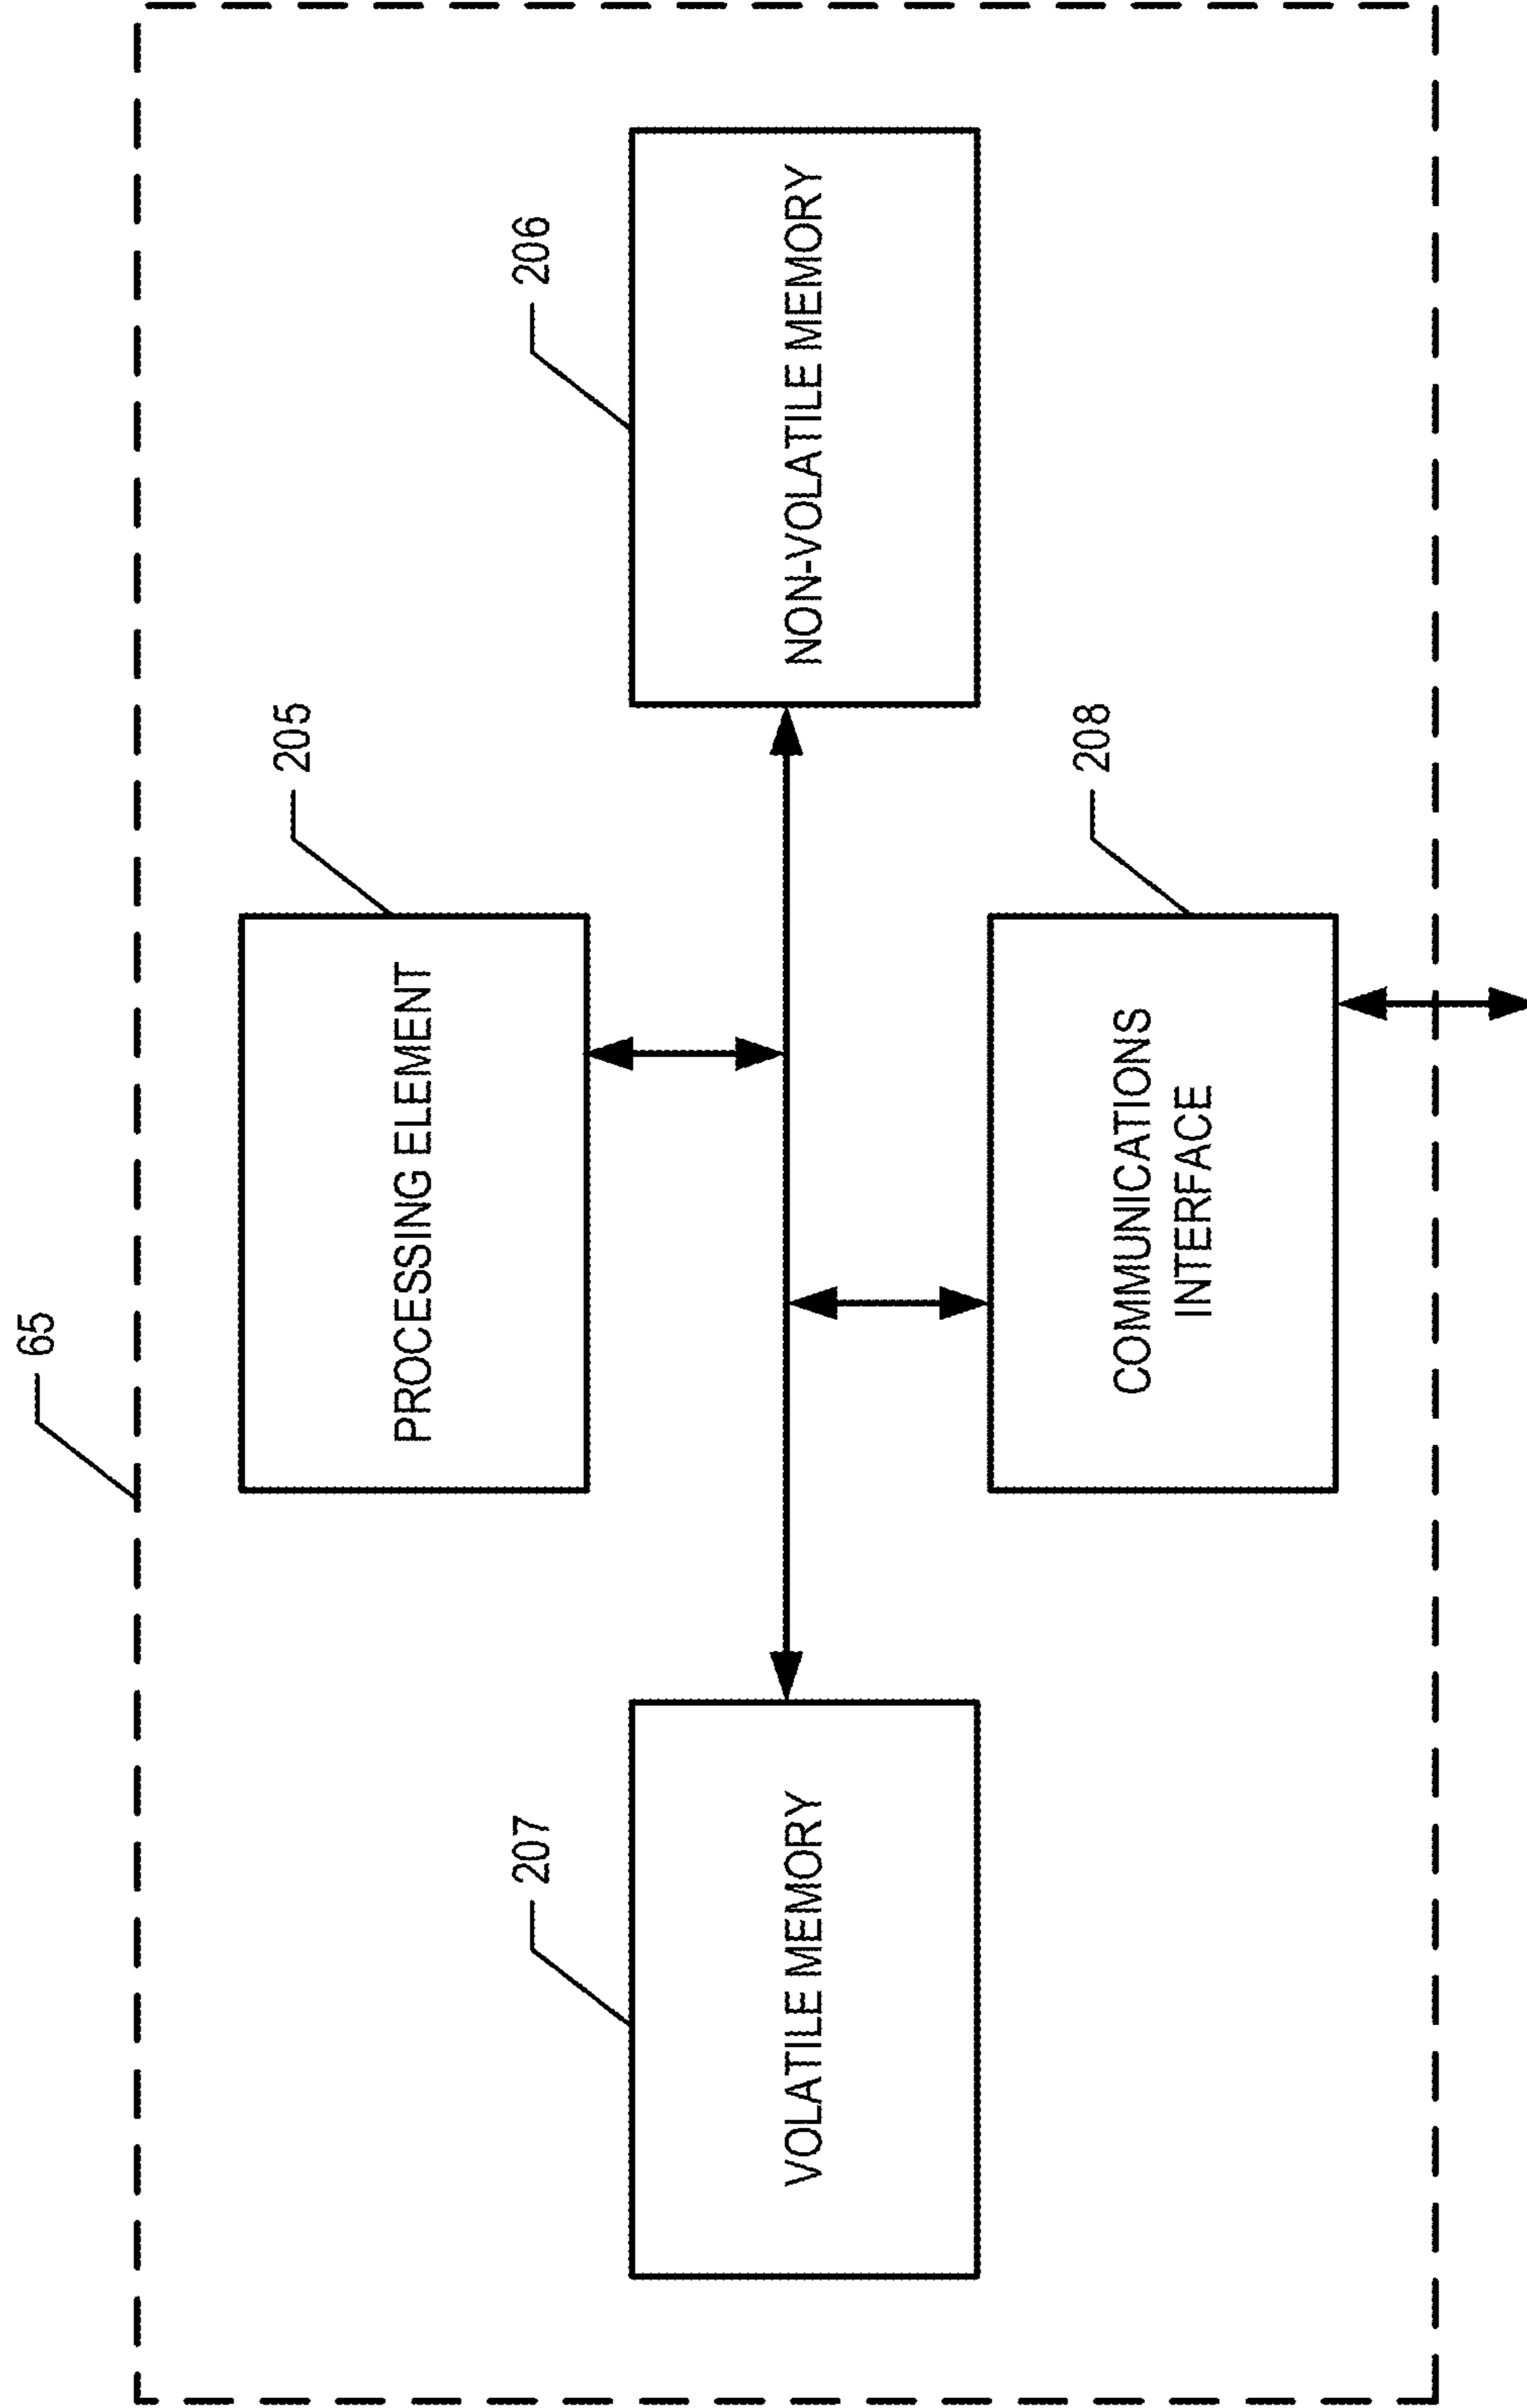 65
205
PROCESSING ELEMENT
207
VOLATILE MEMORY
206
NON-VOLATILE MEMORY
208
COMMUNICATIONS
INTERFACE